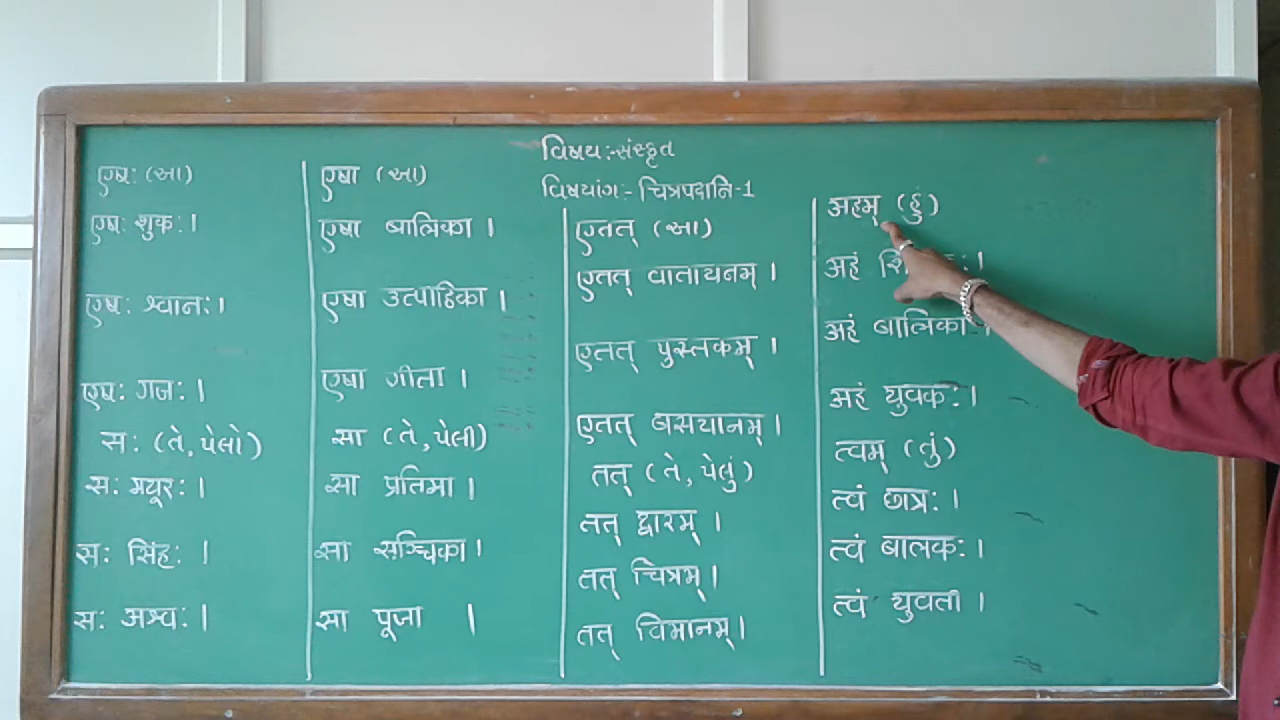 विषय:-संस्कृत
विषयांग:- चित्रपदानि-1
एष: (આ)
एष: शुक: ।
एष: श्वान: ।
एष: गज: ।
स: (તે, પેલો)
स: मयूर: ।
स: सिंह: ।
स: अश्व: ।
एषा (આ)
एषा बालिका ।
एषा उत्पीठिका ।
एषा गीता ।
सा (તે, પેલી)
सा प्रतिमा ।
सा सञ्चिका ।
सा पूजा ।
एतत् (આ)
एतत् वातायनम् ।
एतत् पुस्तकम् ।
एतत् बसयानम् ।
तत् (તે, પેલું)
तत् द्वारम् ।
तत् चित्रम् ।
तत् विमानम् ।
अहम् (હું)
अहं
अहं बालिका ।
अहं युवक: ।
त्वम् (તું)
त्वं छात्र: ।
त्वं बालक: ।
त्वं युवती ।